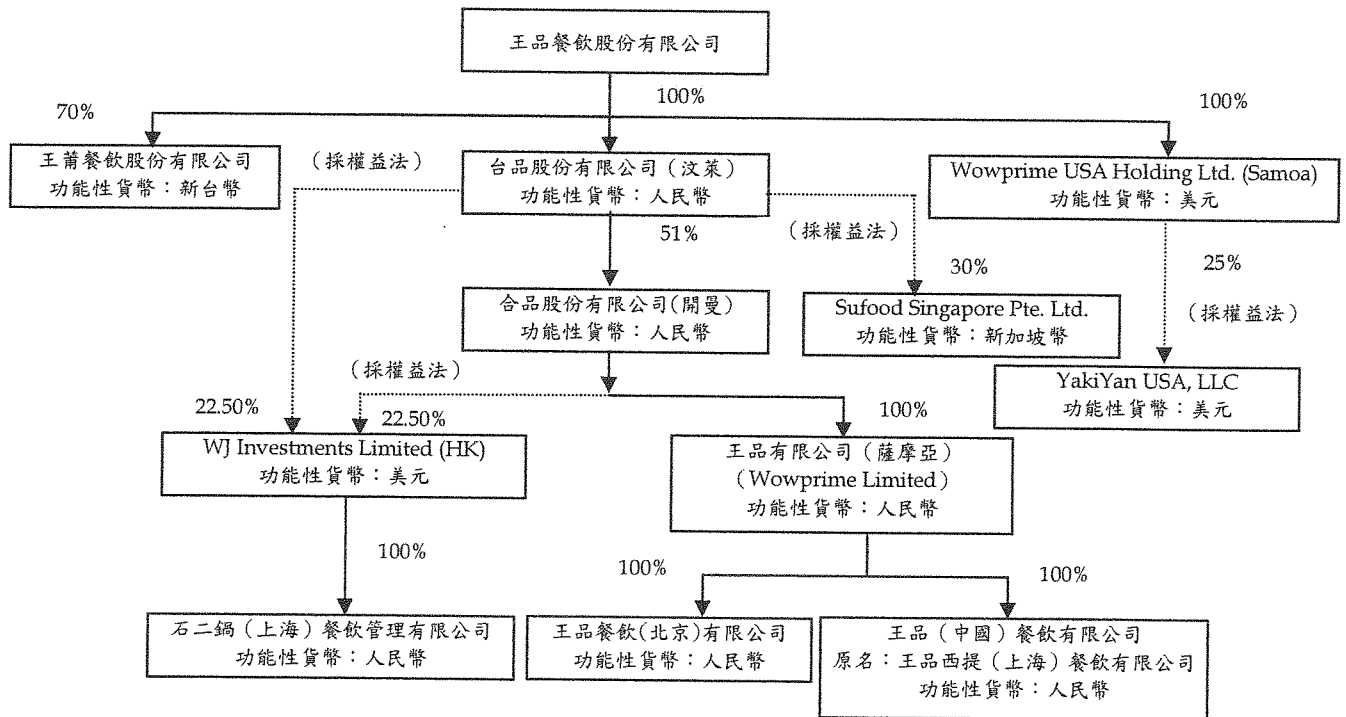 王品餐飲股份有限公司
70%
100%
100%
王莆餐飲股份有限公司
功能性貨幣：新台幣
（採權益法）
台品股份有限公司（汶萊）
功能性貨幣：人民幣
Wowprime USA Holding Ltd. (Samoa)
功能性貨幣：美元
51%
（採權益法）
30%
25%
（採權益法）
合品股份有限公司(開曼)
功能性貨幣：人民幣
Sufood Singapore Pte. Ltd.
功能性貨幣：新加坡幣
（採權益法）
YakiYan USA, LLC
功能性貨幣：美元
22.50%
22.50%
100%
WJ Investments Limited (HK)
功能性貨幣：美元
王品有限公司（薩摩亞）
（Wowprime Limited）
功能性貨幣：人民幣
100%
100%
100%
石二鍋（上海）餐飲管理有限公司
功能性貨幣：人民幣
王品餐飲(北京)有限公司
功能性貨幣：人民幣
王品（中國）餐飲有限公司
原名：王品西提（上海）餐飲有限公司
功能性貨幣：人民幣